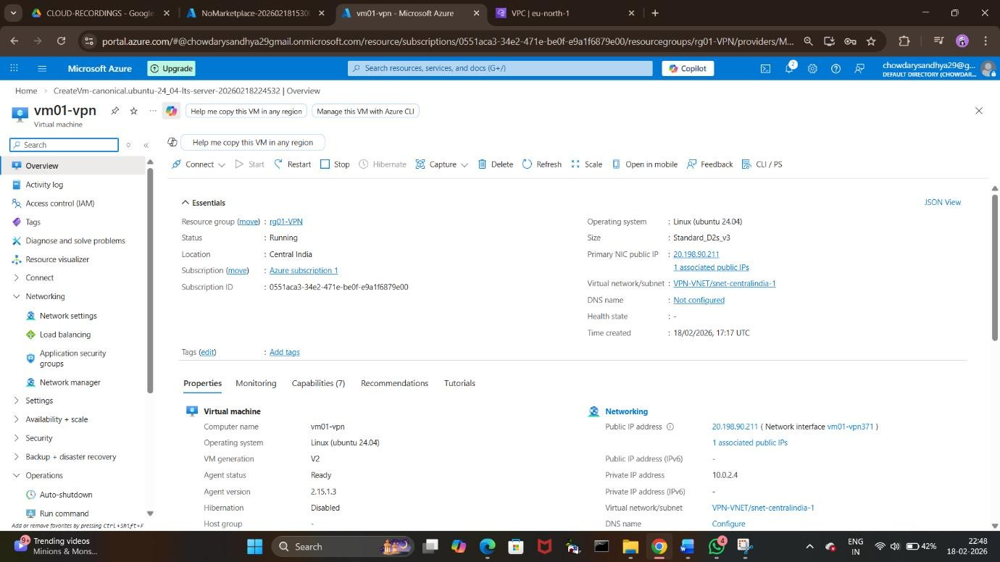 CLOUD-RECORDINGS - Google
NoMarketplace-2026021815300
vm01-vpn - Microsoft Azure
VPC | eu-north-1
portal.azure.com/#@chowdarysandhya29gmail.onmicrosoft.com/resource/subscriptions/0551aca3-34e2-471e-be0f-e9a1f6879e00/resourcegroups/rg01-VPN/providers/M...
Microsoft Azure
Upgrade
Search resources, services, and docs (G+/)
Copilot
2
chowdarysandhya29@g...
DEFAULT DIRECTORY (CHOWDAR...
Home > CreateVm-canonical.ubuntu-24_04-lts-server-20260218224532 | Overview
vm01-vpn
Virtual machine
Help me copy this VM in any region
Manage this VM with Azure CLI
Search
Help me copy this VM in any region
Connect
Start
Restart
Stop
Hibernate
Capture
Delete
Refresh
Scale
Open in mobile
Feedback
CLI / PS
Overview
Activity log
Access control (IAM)
Tags
Diagnose and solve problems
Resource visualizer
Connect
Networking
Network settings
Load balancing
Application security
groups
Network manager
Settings
Availability + scale
Security
Backup + disaster recovery
Operations
Auto-shutdown
Run command
Add or remove favorites by pressing Ctrl+Shift+F
Essentials
JSON View
Resource group (move) : rg01-VPN
Status : Running
Location : Central India
Subscription (move) : Azure subscription 1
Subscription ID : 0551aca3-34e2-471e-be0f-e9a1f6879e00
Operating system : Linux (ubuntu 24.04)
Size : Standard_D2s_v3
Primary NIC public IP : 20.198.90.211
1 associated public IPs
Virtual network/subnet : VPN-VNET/snet-centralindia-1
DNS name : Not configured
Health state : -
Time created : 18/02/2026, 17:17 UTC
Tags (edit) : Add tags
Properties
Monitoring
Capabilities (7)
Recommendations
Tutorials
Virtual machine
Computer name vm01-vpn
Operating system Linux (ubuntu 24.04)
VM generation V2
Agent status Ready
Agent version 2.15.1.3
Hibernation Disabled
Host group -
Networking
Public IP address 20.198.90.211 ( Network interface vm01-vpn371 )
1 associated public IPs
Public IP address (IPv6) -
Private IP address 10.0.2.4
Private IP address (IPv6) -
Virtual network/subnet VPN-VNET/snet-centralindia-1
DNS name Configure
9+
Trending videos
Minions & Mons...
Search
4
ENG
IN
42%
22:48
18-02-2026